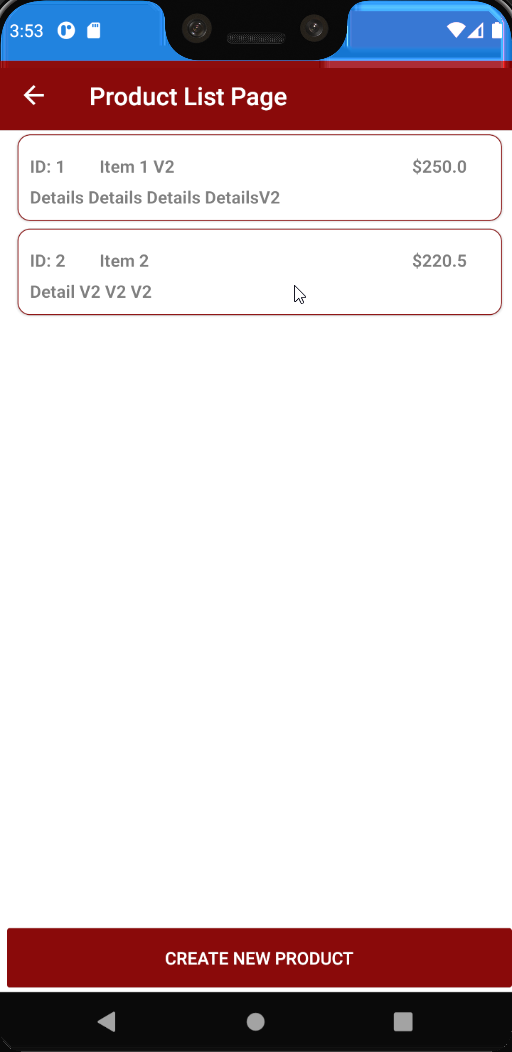 3:53
Product List Page
ID: 1 Item 1 V2 $250.0
Details Details Details DetailsV2
ID: 2 Item 2 $220.5
Detail V2 V2 V2
CREATE NEW PRODUCT